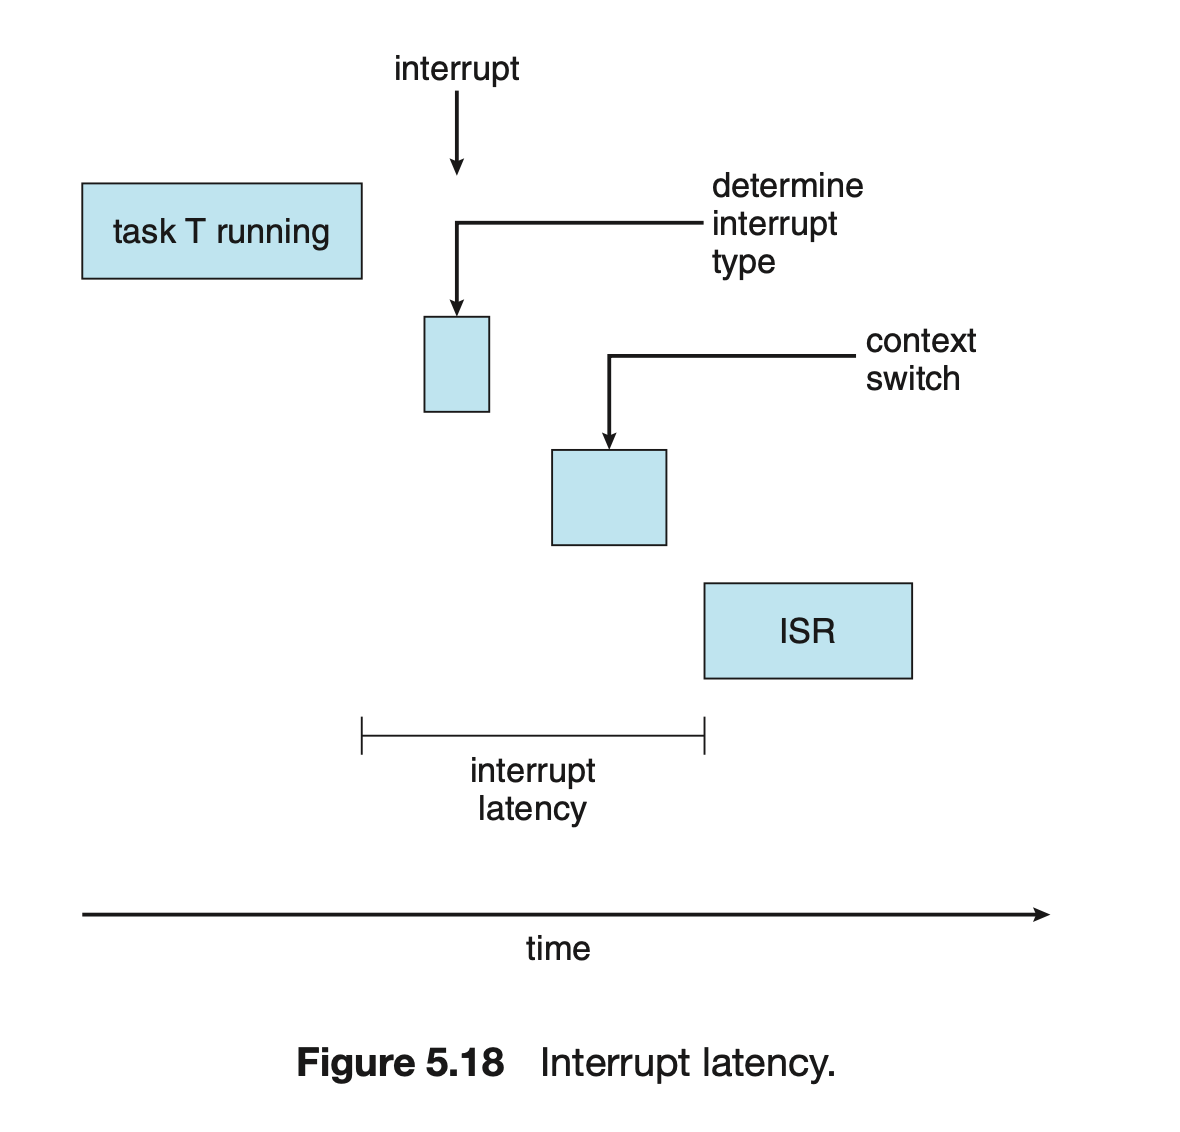 interrupt
task T running
determine
interrupt
type
context
switch
ISR
interrupt
latency
time
Figure 5.18 Interrupt latency.